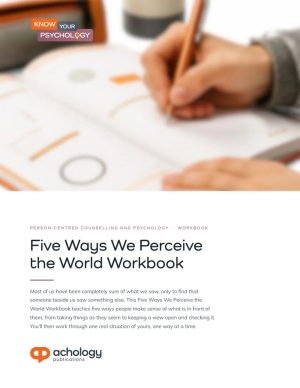 KNOW YOUR
PSYCHOLOGY
PERSON-CENTRED COUNSELLING AND PSYCHOLOGY WORKBOOK
Five Ways We Perceive
the World Workbook
Most of us have been completely sure of what we saw, only to find that
someone beside us saw something else. This Five Ways We Perceive the
World Workbook teaches five ways people make sense of what is in front
of them, from taking things as they seem to keeping a view open and checking it.
You'll then work through one real situation of yours, one way at a time.
achology
publications